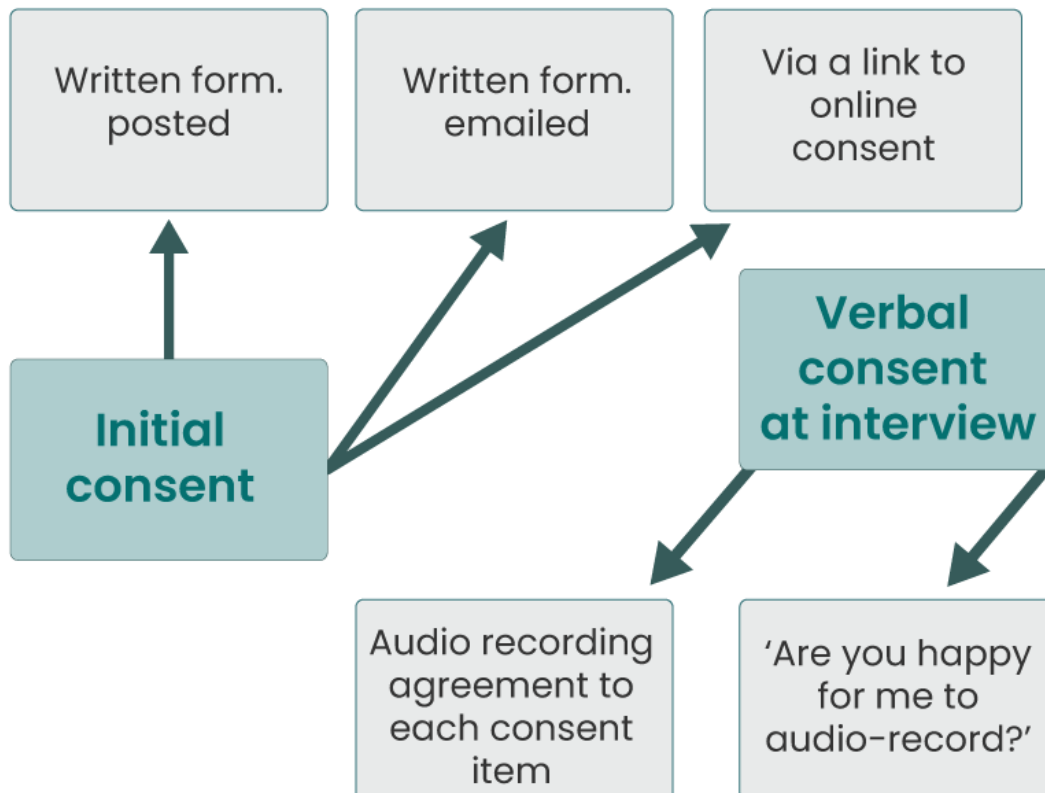 Written form.
posted
Written form.
emailed
Via a link to
online
consent
Initial
consent
Verbal
consent
at interview
Audio recording
agreement to
each consent
item
‘Are you happy
for me to
audio-record?’